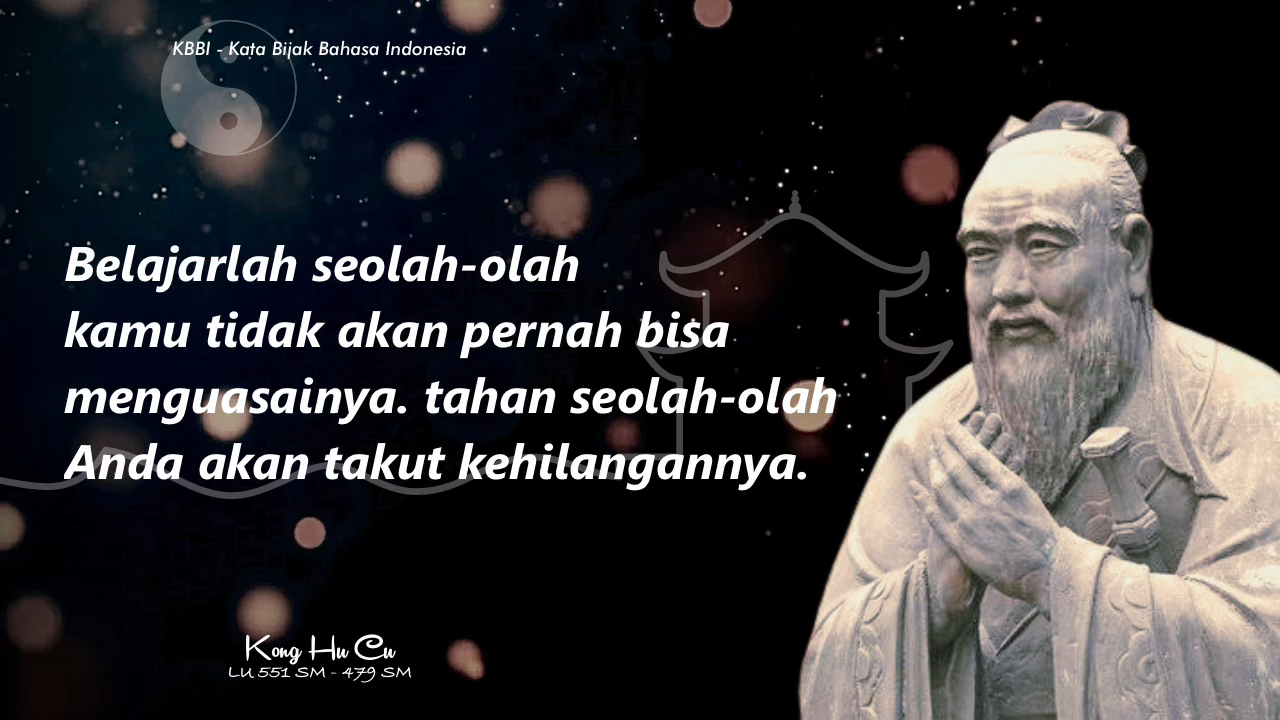 KBBI - Kata Bijak Bahasa Indonesia
Belajarlah seolah-olah
kamu tidak akan pernah bisa
menguasainya. tahan seolah-olah
Anda akan takut kehilangannya.
Kong Hu Cu
LU 551 SM - 479 SM